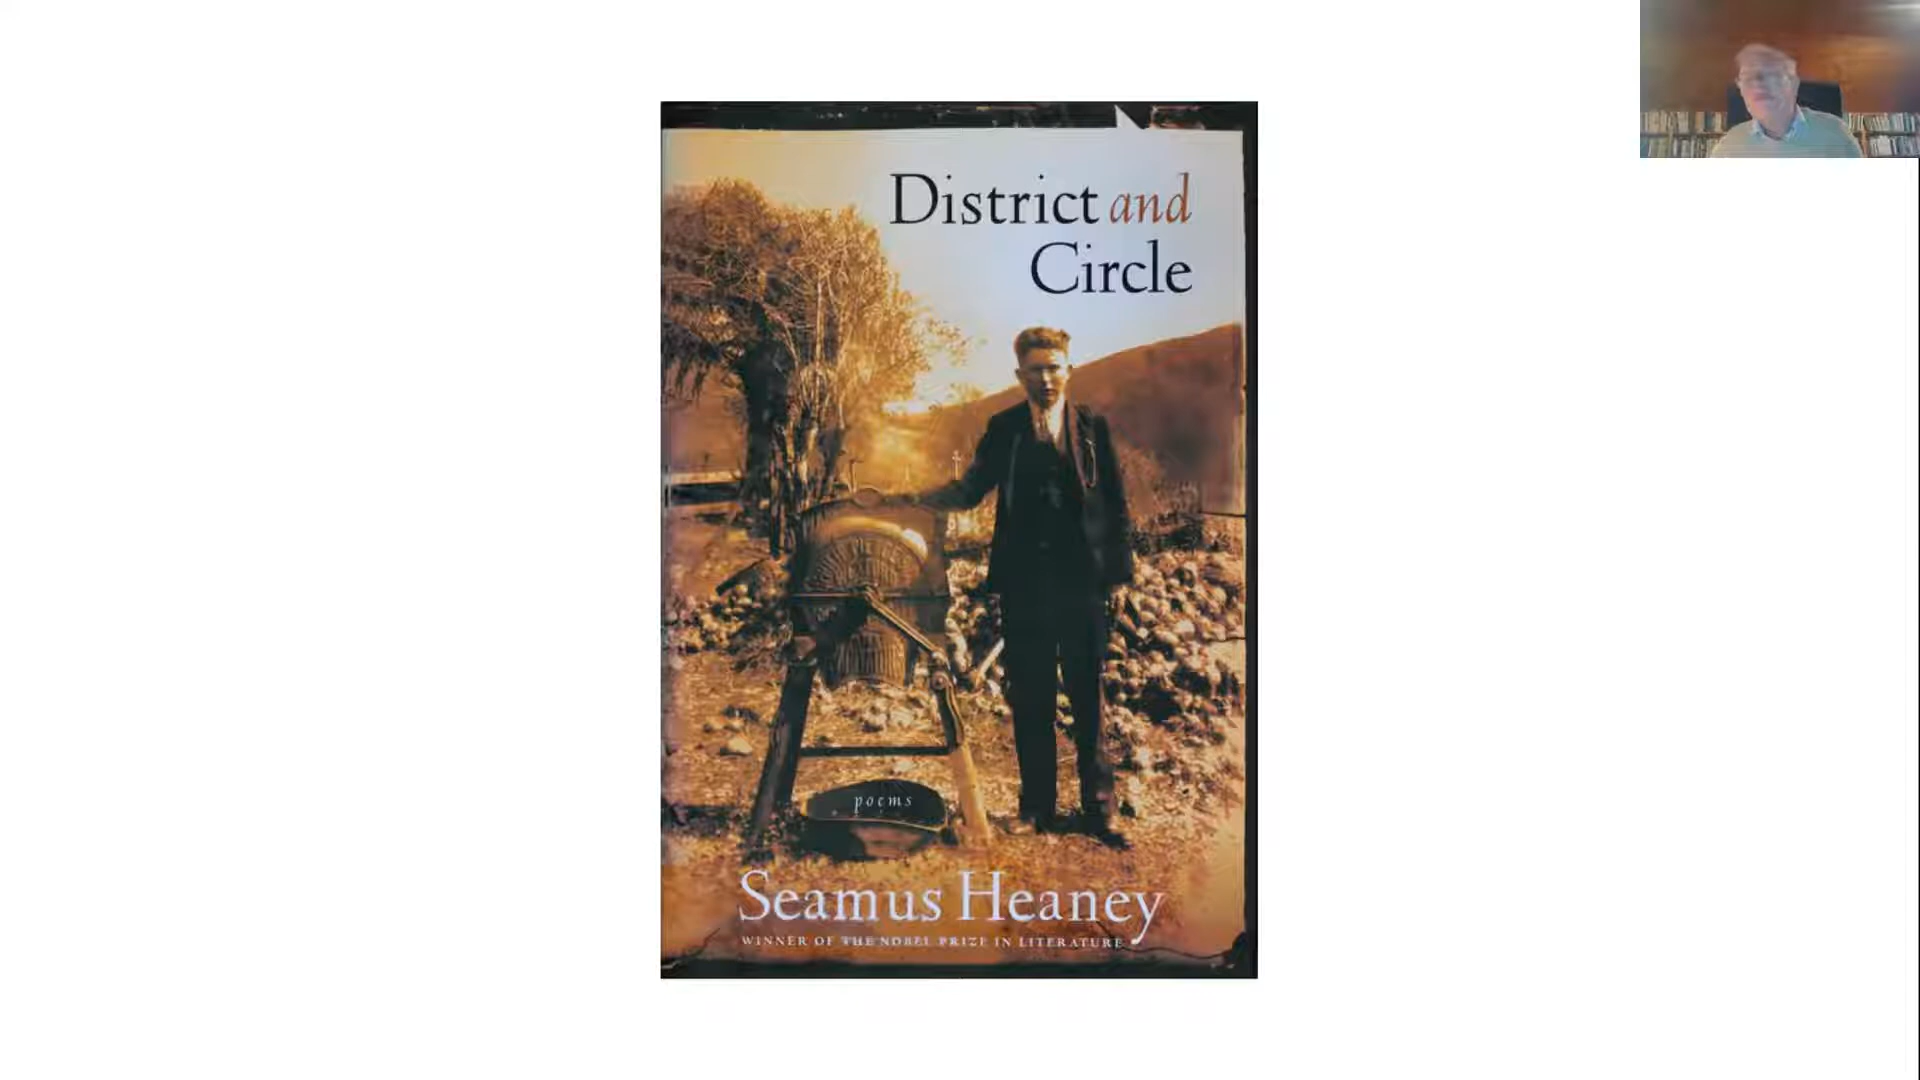 District and
Circle
poems
Seamus Heaney
WINNER OF THE NOBEL PRIZE IN LITERATURE